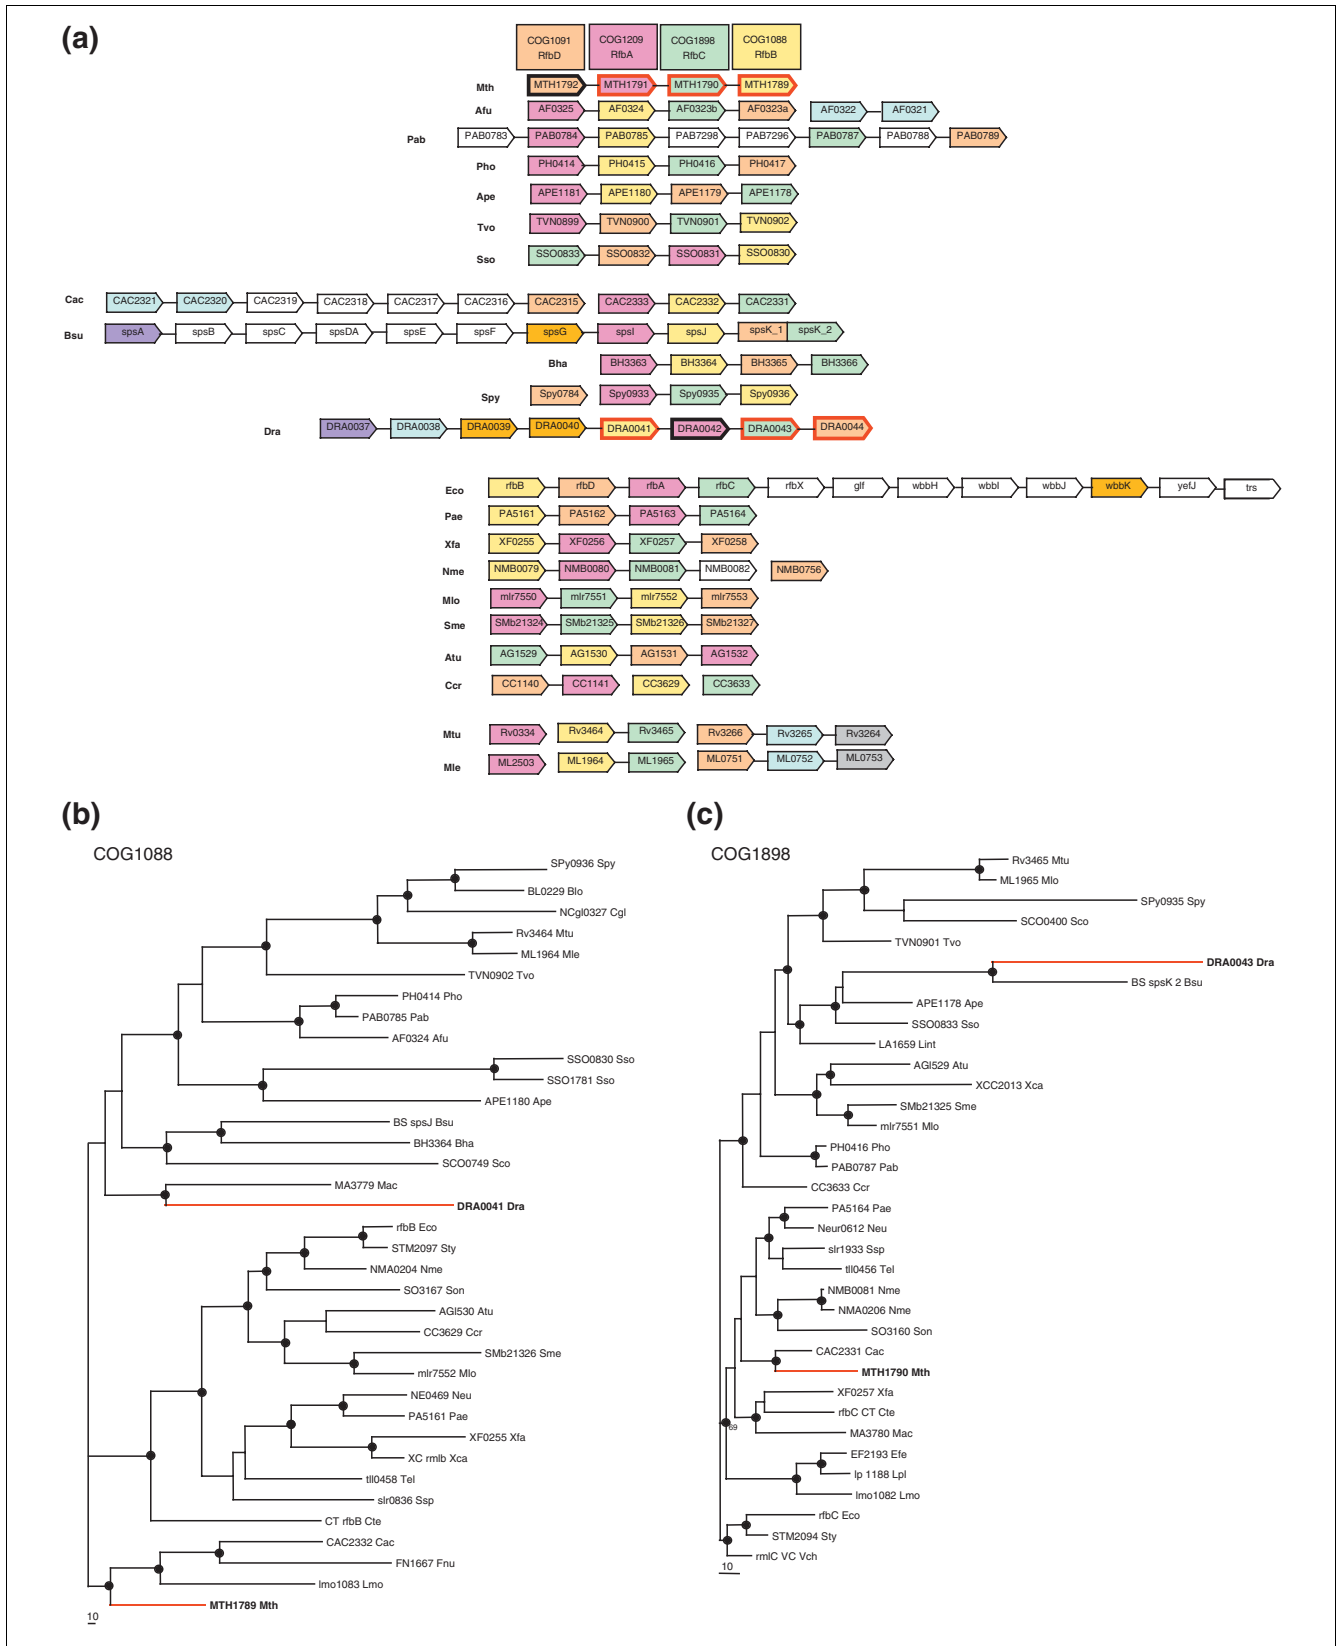 (a)
COG1091 COG1209 COG1898 COG1088
RfbD RfbA RfbC RfbB
Mth MTH1792 MTH1791 MTH1790 MTH1789
Afu AF0325 AF0324 AF0323b AF0323a AF0322 AF0321
Pab PAB0783 PAB0784 PAB0785 PAB7298 PAB7296 PAB0787 PAB0788 PAB0789
Pho PH0414 PH0415 PH0416 PH0417
Ape APE1181 APE1180 APE1179 APE1178
Tvo TVN0899 TVN0900 TVN0901 TVN0902
Sso SSO0833 SSO0832 SSO0831 SSO0830
Cac CAC2321 CAC2320 CAC2319 CAC2318 CAC2317 CAC2316 CAC2315 CAC2333 CAC2332 CAC2331
Bsu spsA spsB spsC spsDA spsE spsF spsG spsI spsJ spsK_1 spsK_2
Bha BH3363 BH3364 BH3365 BH3366
Spy Spy0784 Spy0933 Spy0935 Spy0936
Dra DRA0037 DRA0038 DRA0039 DRA0040 DRA0041 DRA0042 DRA0043 DRA0044
Eco rfbB rfbD rfbA rfbC rfbX glf wbbH wbbI wbbJ wbbK yefJ trs
Pae PA5161 PA5162 PA5163 PA5164
Xfa XF0255 XF0256 XF0257 XF0258
Nme NMB0079 NMB0080 NMB0081 NMB0082 NMB0756
Mlo mlr7550 mlr7551 mlr7552 mlr7553
Sme SMb21324 SMb21325 SMb21326 SMb21327
Atu AG1529 AG1530 AG1531 AG1532
Ccr CC1140 CC1141 CC3629 CC3633
Mtu Rv0334 Rv3464 Rv3465 Rv3266 Rv3265 Rv3264
Mle ML2503 ML1964 ML1965 ML0751 ML0752 ML0753
(b)
COG1088
SPy0936 Spy
BL0229 Blo
NCgl0327 Cgl
Rv3464 Mtu
ML1964 Mle
TVN0902 Tvo
PH0414 Pho
PAB0785 Pab
AF0324 Afu
SSO0830 Sso
SSO1781 Sso
APE1180 Ape
BS spsJ Bsu
BH3364 Bha
SCO0749 Sco
MA3779 Mac
DRA0041 Dra
rfbB Eco
STM2097 Sty
NMA0204 Nme
SO3167 Son
AGl530 Atu
CC3629 Ccr
SMb21326 Sme
mlr7552 Mlo
NE0469 Neu
PA5161 Pae
XF0255 Xfa
XC rmlb Xca
tll0458 Tel
slr0836 Ssp
CT rfbB Cte
CAC2332 Cac
FN1667 Fnu
lmo1083 Lmo
MTH1789 Mth
10
(c)
COG1898
Rv3465 Mtu
ML1965 Mlo
SPy0935 Spy
SCO0400 Sco
TVN0901 Tvo
DRA0043 Dra
BS spsK 2 Bsu
APE1178 Ape
SSO0833 Sso
LA1659 Lint
AGl529 Atu
XCC2013 Xca
SMb21325 Sme
mlr7551 Mlo
PH0416 Pho
PAB0787 Pab
CC3633 Ccr
PA5164 Pae
Neur0612 Neu
slr1933 Ssp
tll0456 Tel
NMB0081 Nme
NMA0206 Nme
SO3160 Son
CAC2331 Cac
MTH1790 Mth
XF0257 Xfa
rfbC CT Cte
69
MA3780 Mac
EF2193 Efe
lp 1188 Lpl
lmo1082 Lmo
rfbC Eco
STM2094 Sty
rmlC VC Vch
10